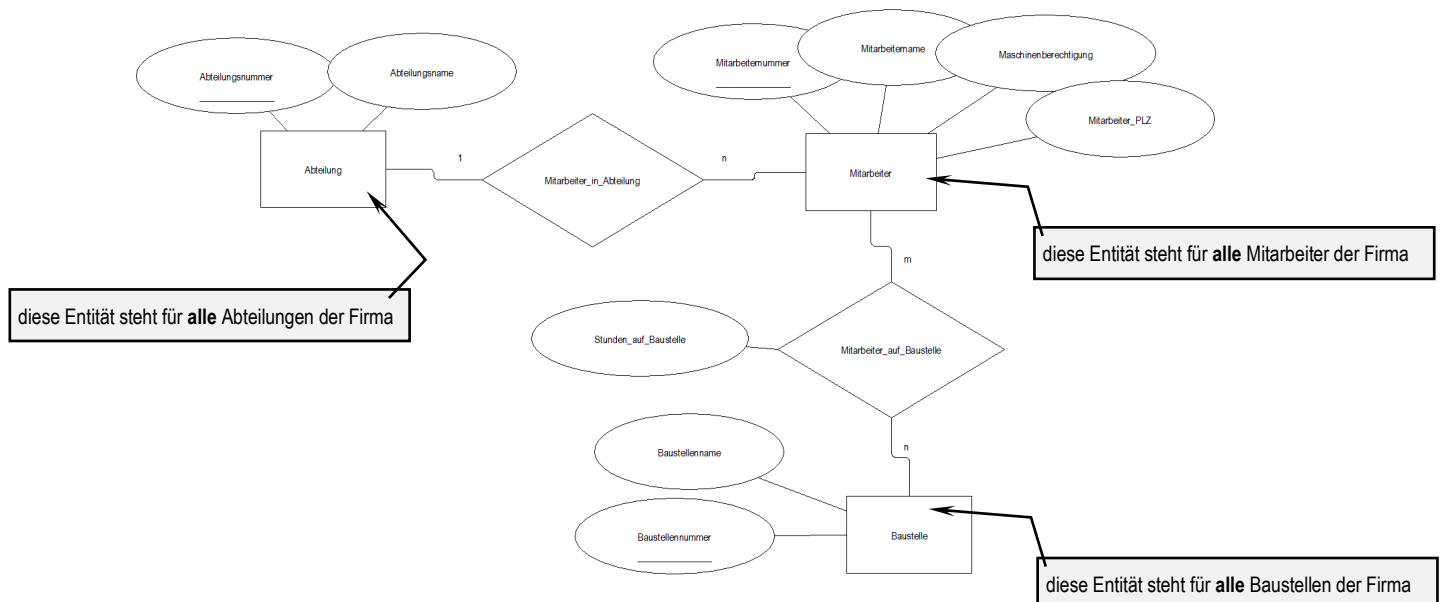 Mitarbeitername
Mitarbeiternummer
Maschinenberechtigung
Abteilungsnummer
Abteilungsname
Mitarbeiter_PLZ
1
n
Abteilung
Mitarbeiter_in_Abteilung
Mitarbeiter
diese Entität steht für alle Mitarbeiter der Firma
m
diese Entität steht für alle Abteilungen der Firma
Stunden_auf_Baustelle
Mitarbeiter_auf_Baustelle
n
Baustellenname
Baustellennummer
Baustelle
diese Entität steht für alle Baustellen der Firma